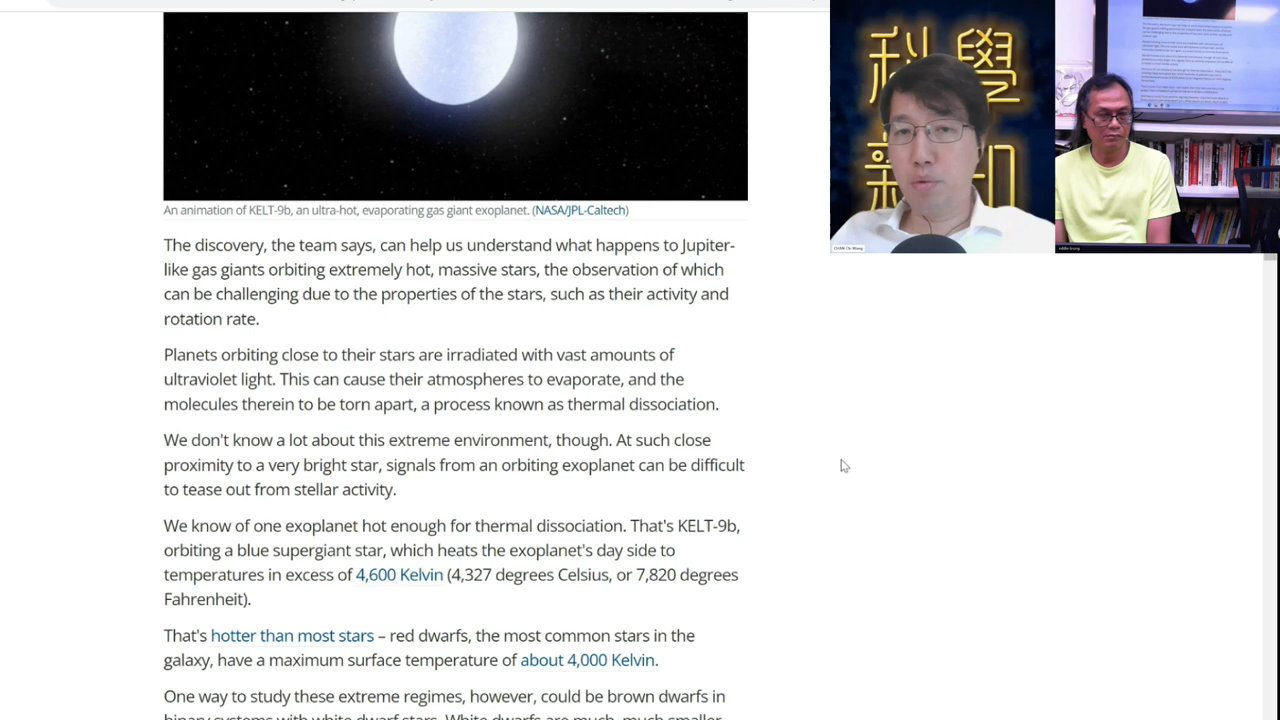 An animation of KELT-9b, an ultra-hot, evaporating gas giant exoplanet. (NASA/JPL-Caltech)
The discovery, the team says, can help us understand what happens to Jupiter-
like gas giants orbiting extremely hot, massive stars, the observation of which
can be challenging due to the properties of the stars, such as their activity and
rotation rate.
Planets orbiting close to their stars are irradiated with vast amounts of
ultraviolet light. This can cause their atmospheres to evaporate, and the
molecules therein to be torn apart, a process known as thermal dissociation.
We don't know a lot about this extreme environment, though. At such close
proximity to a very bright star, signals from an orbiting exoplanet can be difficult
to tease out from stellar activity.
We know of one exoplanet hot enough for thermal dissociation. That's KELT-9b,
orbiting a blue supergiant star, which heats the exoplanet's day side to
temperatures in excess of 4,600 Kelvin (4,327 degrees Celsius, or 7,820 degrees
Fahrenheit).
That's hotter than most stars – red dwarfs, the most common stars in the
galaxy, have a maximum surface temperature of about 4,000 Kelvin.
One way to study these extreme regimes, however, could be brown dwarfs in
binary systems with white dwarf stars. White dwarfs are much, much smaller
科學
新知